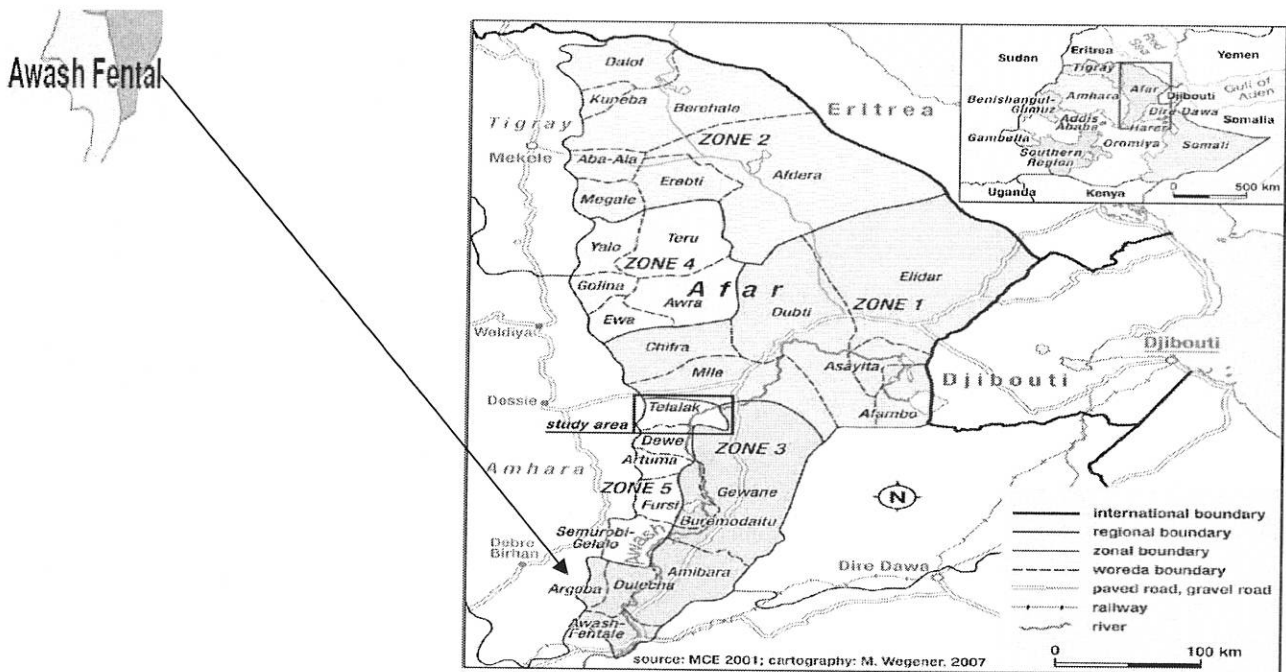 Awash Fental
Dalol
Kuneba
Berehale
Tigray
Mekele
ZONE 2
Eritrea
Aba-Ala
Erebti
Afdera
Megale
Yalo
Teru
ZONE 4
Golina
Awra
Ewa
Afar
Elidar
ZONE 1
Dubti
Woldiya
Chifra
Mile
Asayita
Djibouti
Djibouti
Dessie
Telalak
study area
Afambo
Dewe
ZONE 3
Artuma
Amhara
ZONE 5
Gewane
Fursi
Buremodaitu
Semurobi-
Gelalo
Awash
Debre
Birhan
Argoba
Dulecha
Amibara
Dire Dawa
Awash-
Fentale
N
Sudan
Eritrea
Red
Sea
Yemen
Tigray
Afar
Gulf of
Aden
Amhara
Djibouti
Benishangul-
Gumuz
Dire-Dawa
Addis
Ababa
Somalia
Harer
Gambella
Oromiya
Somali
Southern
Region
Uganda
Kenya
0 500 km
international boundary
regional boundary
zonal boundary
woreda boundary
paved road, gravel road
railway
river
0 100 km
source: MCE 2001; cartography: M. Wegener, 2007